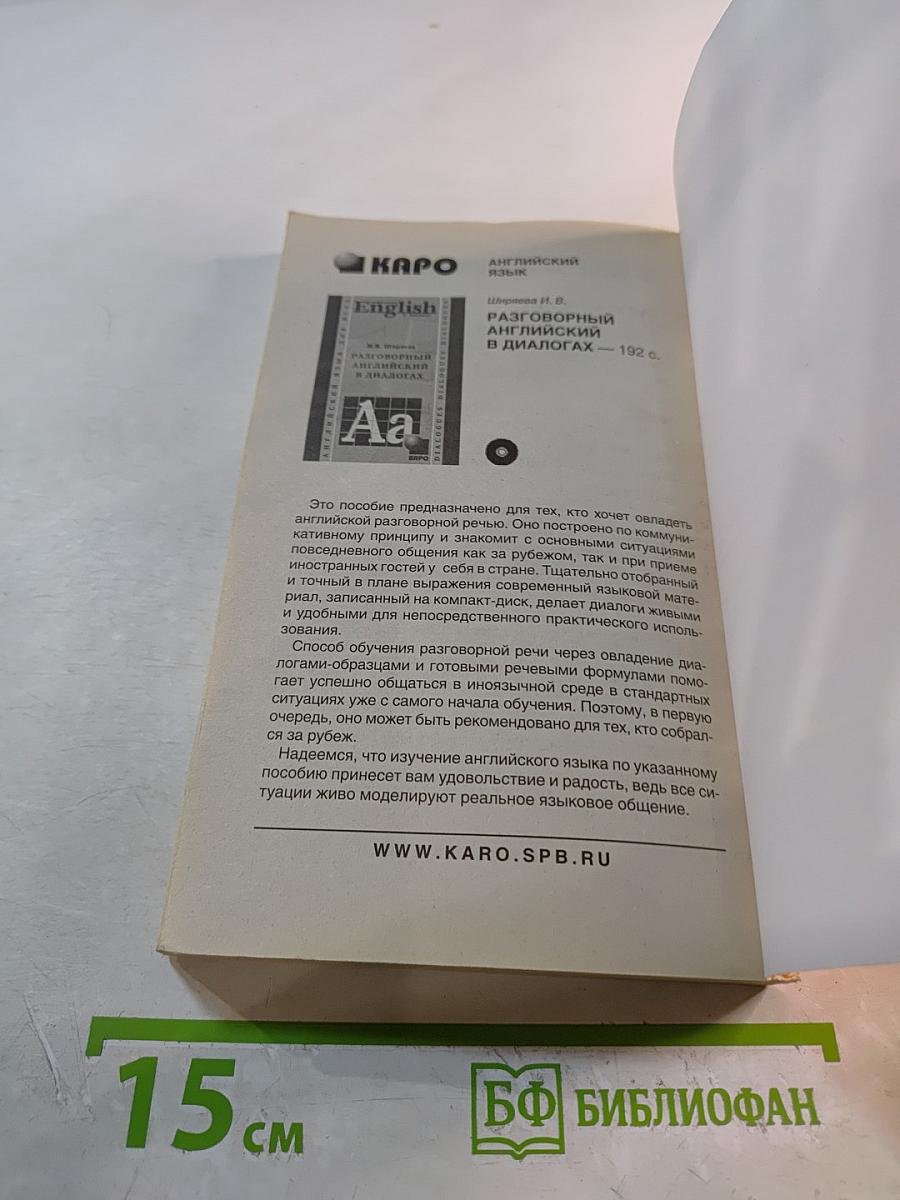 КАРО
АНГЛИЙСКИЙ
ЯЗЫК
English
И.В. Ширяева
РАЗГОВОРНЫЙ
АНГЛИЙСКИЙ
В ДИАЛОГАХ
Aa
КАРО
АНГЛИЙСКИЙ ЯЗЫК ДЛЯ ВСЕХ
DIALOGUES DIALOGUES
Ширяева И. В.
РАЗГОВОРНЫЙ
АНГЛИЙСКИЙ
В ДИАЛОГАХ — 192 с.
Это пособие предназначено для тех, кто хочет овладеть
английской разговорной речью. Оно построено по коммуни-
кативному принципу и знакомит с основными ситуациями
повседневного общения как за рубежом, так и при приеме
иностранных гостей у себя в стране. Тщательно отобранный
и точный в плане выражения современный языковой мате-
риал, записанный на компакт-диск, делает диалоги живыми
и удобными для непосредственного практического исполь-
зования.
Способ обучения разговорной речи через овладение диа-
логами-образцами и готовыми речевыми формулами помо-
гает успешно общаться в иноязычной среде в стандартных
ситуациях уже с самого начала обучения. Поэтому, в первую
очередь, оно может быть рекомендовано для тех, кто собрал-
ся за рубеж.
Надеемся, что изучение английского языка по указанному
пособию принесет вам удовольствие и радость, ведь все си-
туации живо моделируют реальное языковое общение.
WWW.KARO.SPB.RU
15 см
БФ БИБЛИОФАН